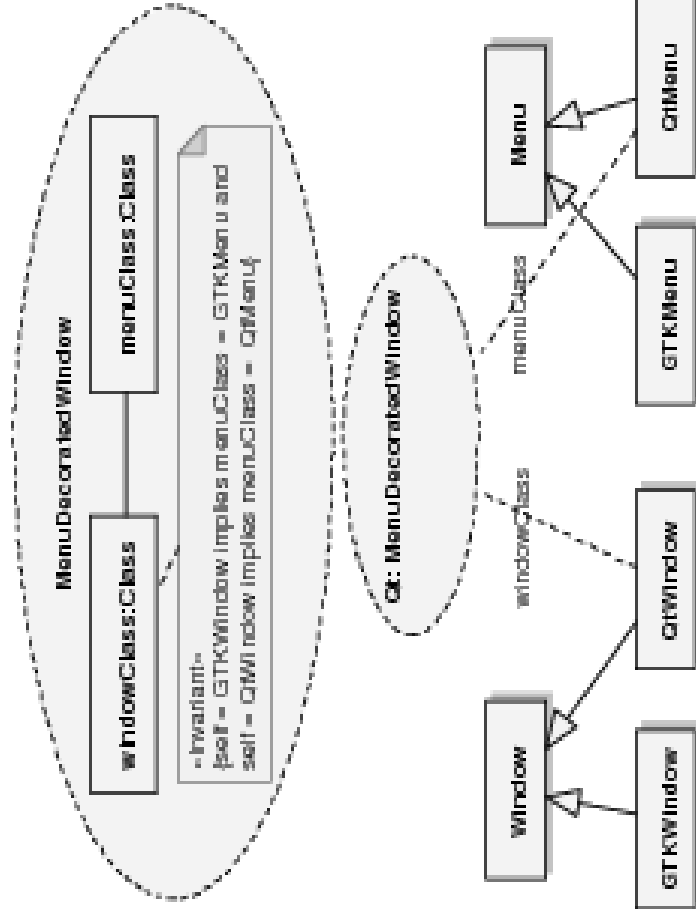 MenuDecoratedWindow
windowClass:Class
menuClass:Class
«invariant»
{self = GTKWindow implies menuClass = GTKMenu and
self = QtWindow implies menuClass = QtMenu}
Qt: MenuDecoratedWindow
windowClass
menuClass
Window
Menu
GTKWindow
QtWindow
GTKMenu
QtMenu